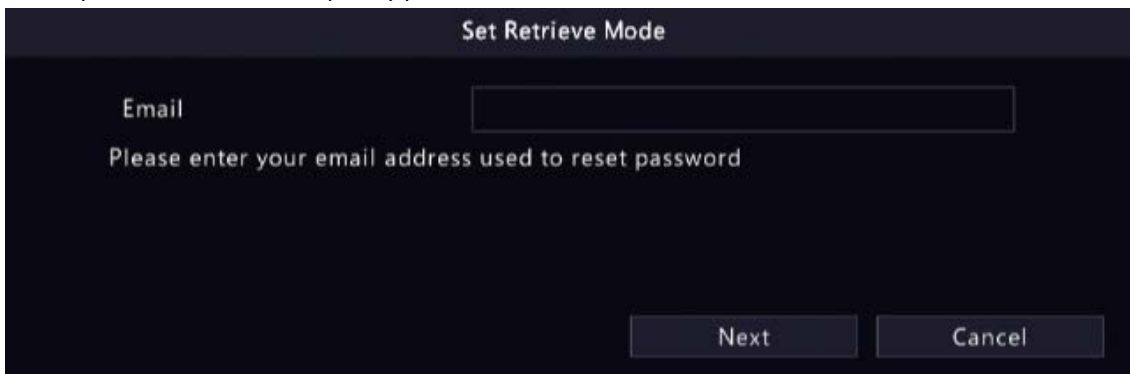 Set Retrieve Mode
Email
Please enter your email address used to reset password
Next Cancel